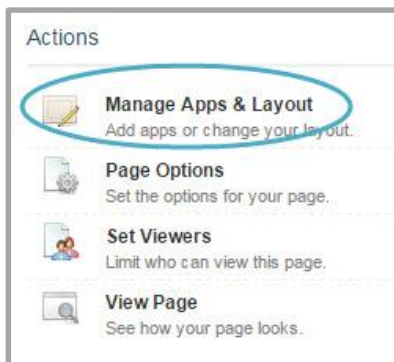 Actions
Manage Apps & Layout
Add apps or change your layout.
Page Options
Set the options for your page.
Set Viewers
Limit who can view this page.
View Page
See how your page looks.